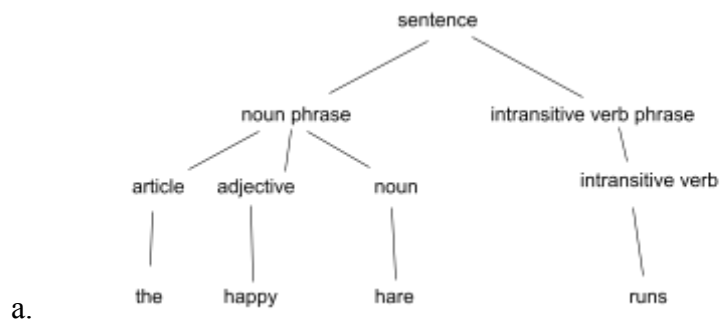 sentence
noun phrase intransitive verb phrase
article adjective noun intransitive verb
a. the happy hare runs